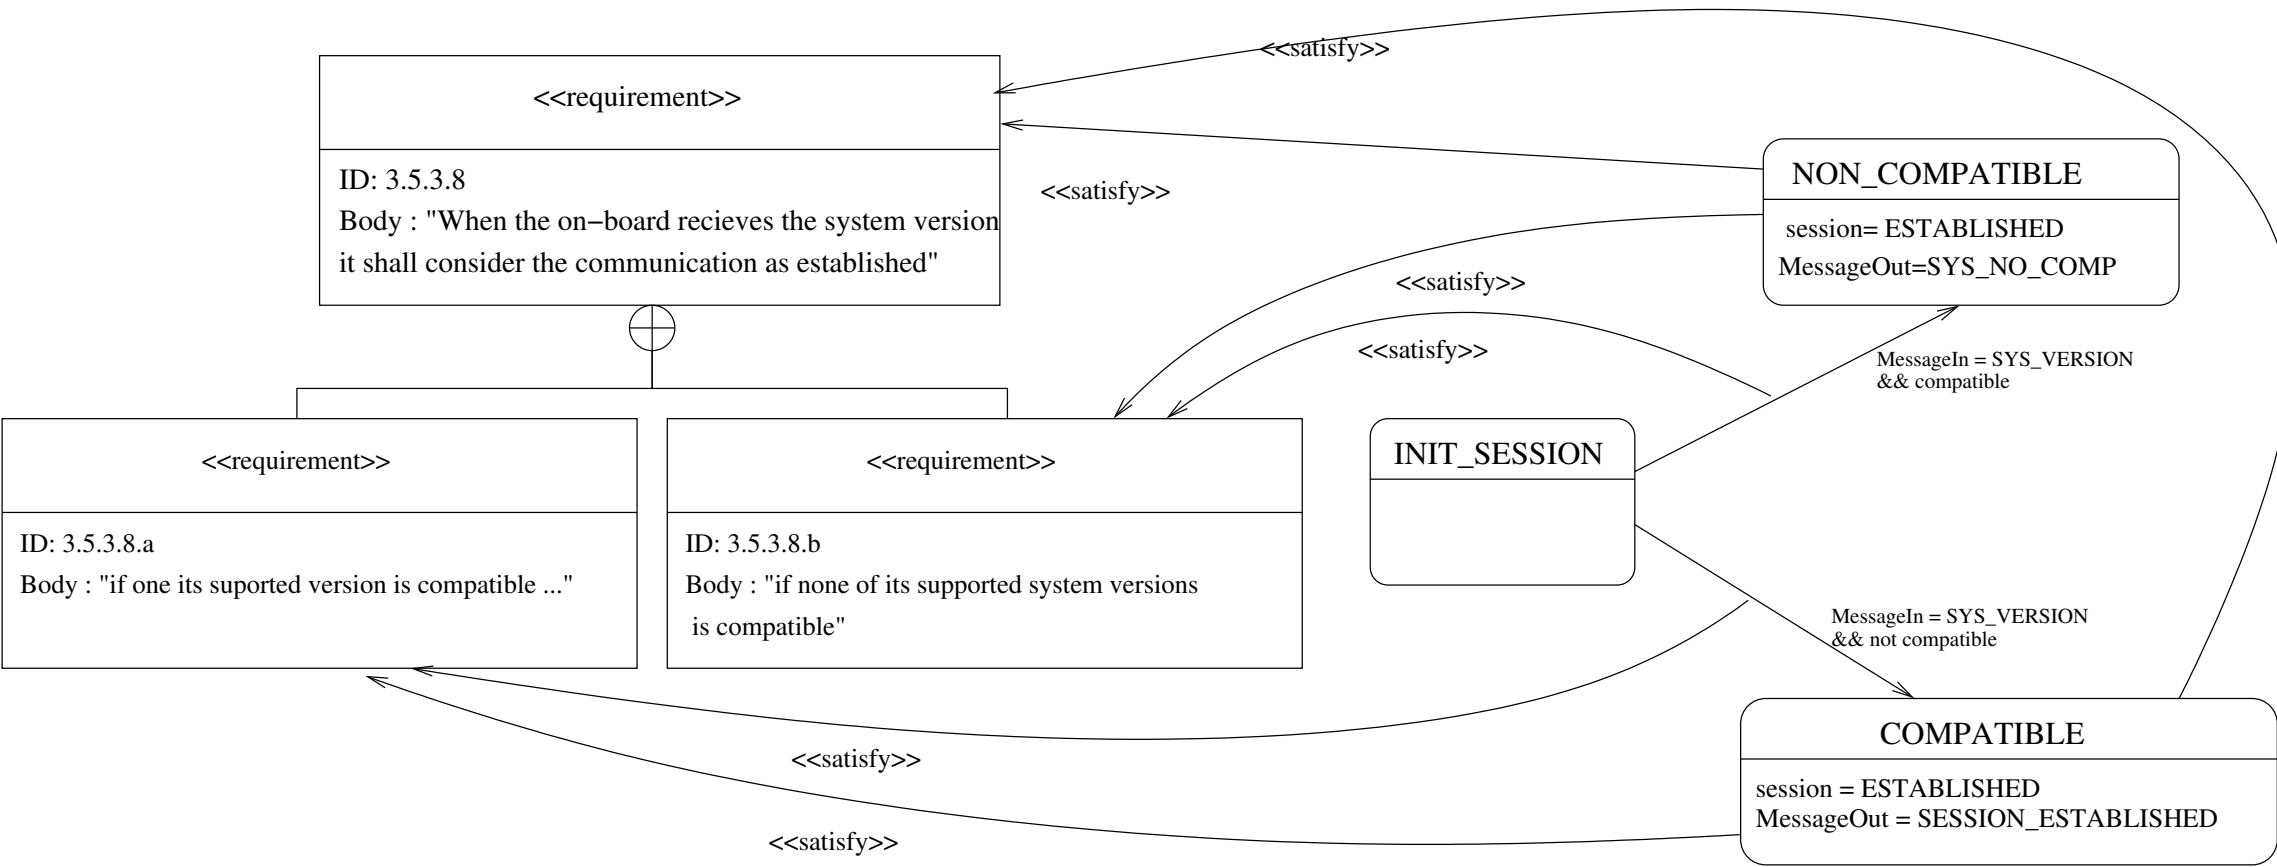 <<satisfy>>
<<requirement>>
ID: 3.5.3.8
Body : "When the on−board recieves the system version
it shall consider the communication as established"
<<satisfy>>
NON_COMPATIBLE
session= ESTABLISHED
MessageOut=SYS_NO_COMP
<<satisfy>>
<<satisfy>>
MessageIn = SYS_VERSION
&& compatible
<<requirement>>
ID: 3.5.3.8.a
Body : "if one its suported version is compatible ..."
<<requirement>>
ID: 3.5.3.8.b
Body : "if none of its supported system versions
is compatible"
INIT_SESSION
MessageIn = SYS_VERSION
&& not compatible
<<satisfy>>
<<satisfy>>
COMPATIBLE
session = ESTABLISHED
MessageOut = SESSION_ESTABLISHED